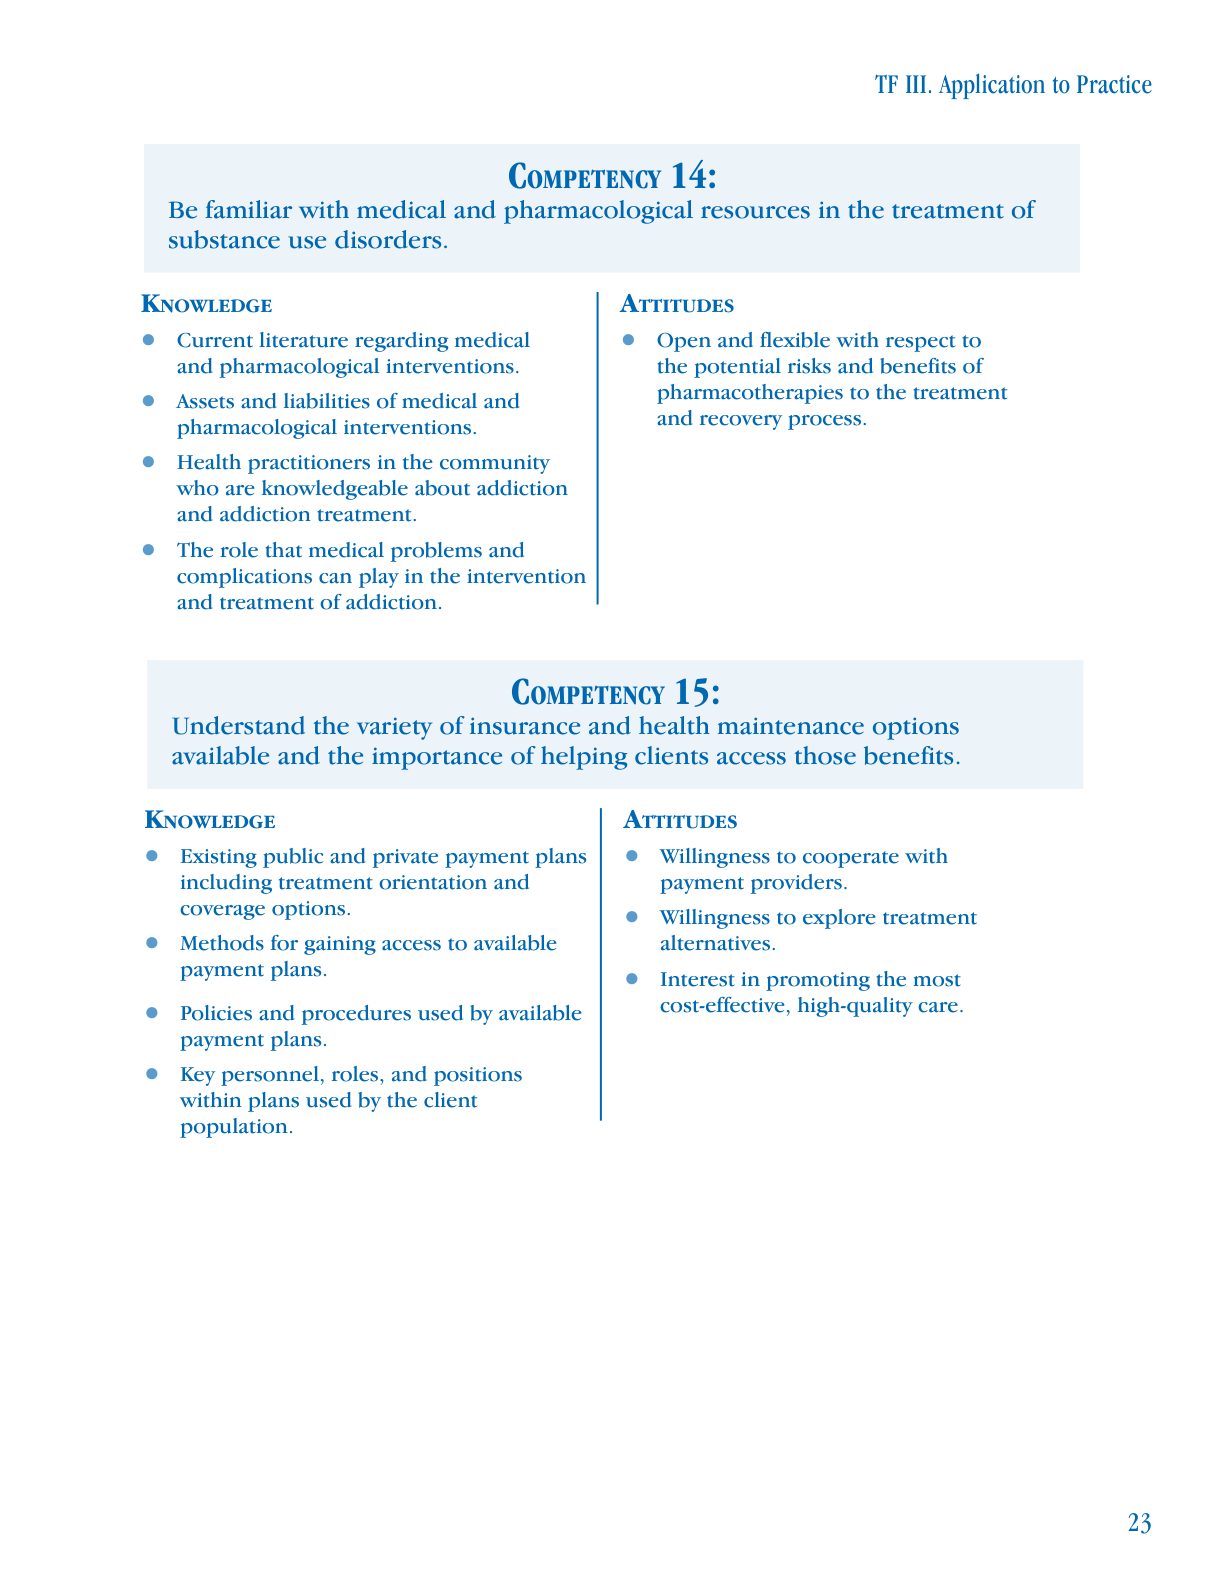 TF III. Application to Practice
Competency 14:
Be familiar with medical and pharmacological resources in the treatment of
substance use disorders.
Knowledge
• Current literature regarding medical
and pharmacological interventions.
• Assets and liabilities of medical and
pharmacological interventions.
• Health practitioners in the community
who are knowledgeable about addiction
and addiction treatment.
• The role that medical problems and
complications can play in the intervention
and treatment of addiction.
Attitudes
• Open and flexible with respect to
the potential risks and benefits of
pharmacotherapies to the treatment
and recovery process.
Competency 15:
Understand the variety of insurance and health maintenance options
available and the importance of helping clients access those benefits.
Knowledge
• Existing public and private payment plans
including treatment orientation and
coverage options.
• Methods for gaining access to available
payment plans.
• Policies and procedures used by available
payment plans.
• Key personnel, roles, and positions
within plans used by the client
population.
Attitudes
• Willingness to cooperate with
payment providers.
• Willingness to explore treatment
alternatives.
• Interest in promoting the most
cost-effective, high-quality care.
23